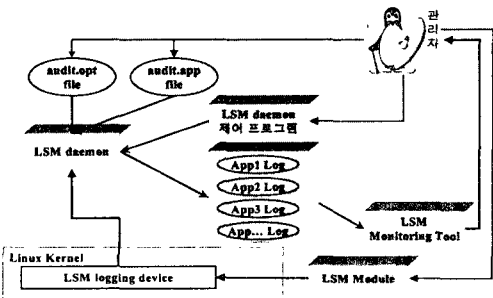 관
리
자
audit.opt
file
audit.app
file
LSM daemon
LSM daemon
제어 프로그램
App1 Log
App2 Log
App3 Log
App... Log
LSM
Monitoring Tool
Linux Kernel
LSM logging device
LSM Module